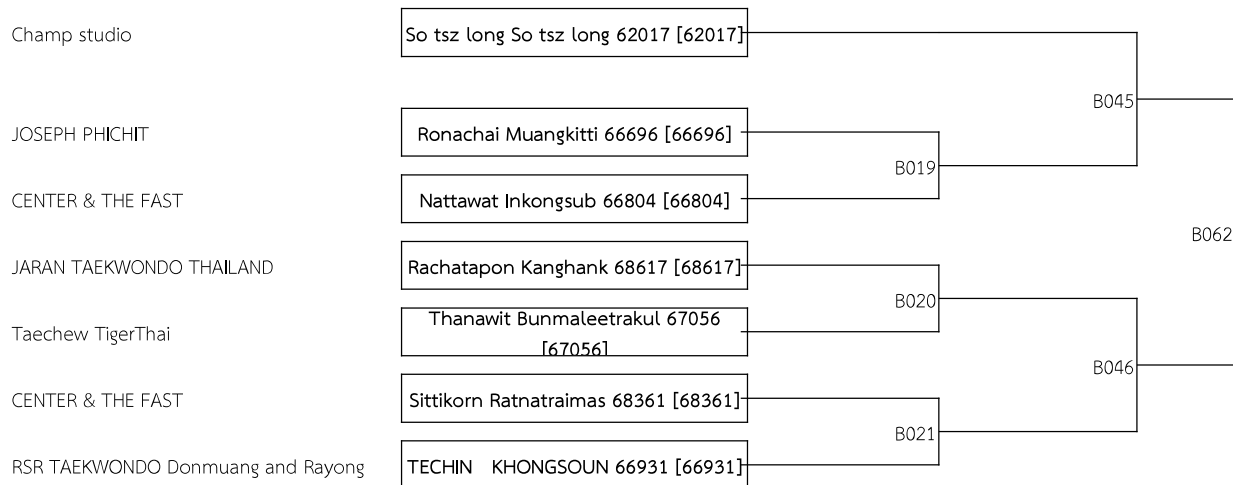 Champ studio
So tsz long So tsz long 62017 [62017]
B045
JOSEPH PHICHIT
Ronachai Muangkitti 66696 [66696]
B019
CENTER & THE FAST
Nattawat Inkongsub 66804 [66804]
B062
JARAN TAEKWONDO THAILAND
Rachatapon Kanghank 68617 [68617]
B020
Taechew TigerThai
Thanawit Bunmaleetrakul 67056
[67056]
B046
CENTER & THE FAST
Sittikorn Ratnatraimas 68361 [68361]
B021
RSR TAEKWONDO Donmuang and Rayong
TECHIN KHONGSOUN 66931 [66931]